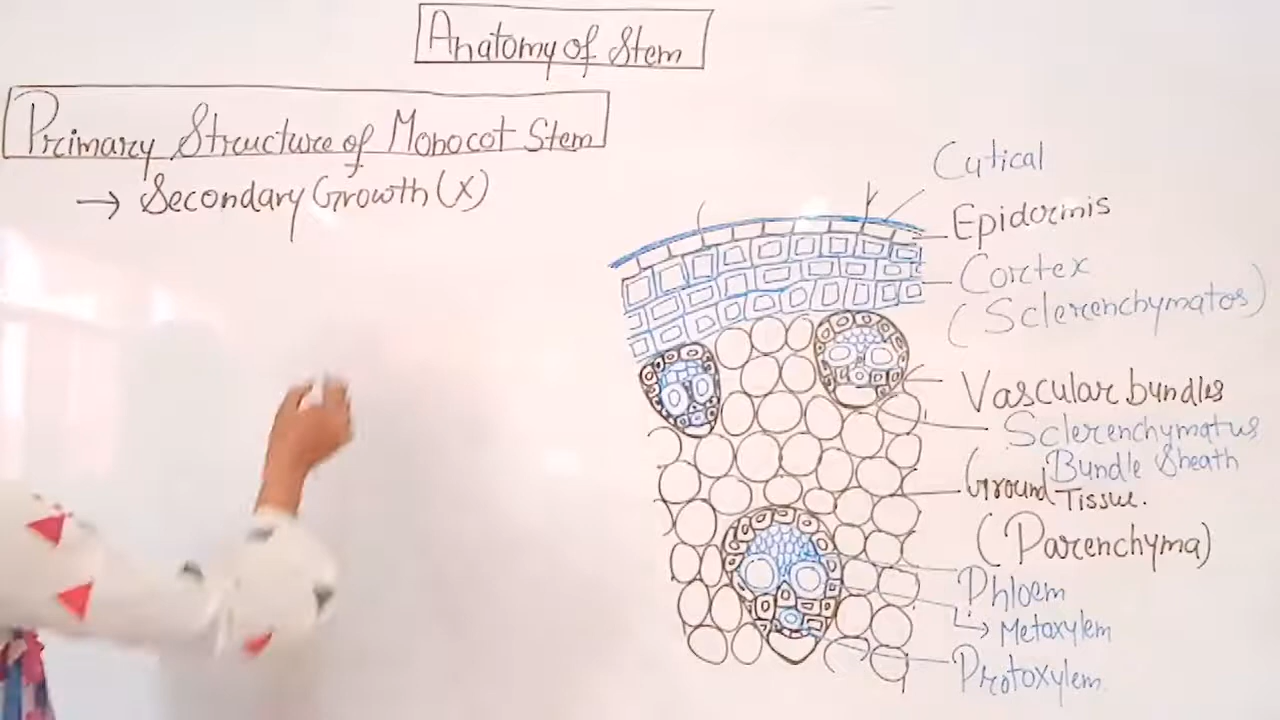 Anatomy of Stem
Primary Structure of Monocot Stem
→ Secondary Growth (X)
Cutical
Epidermis
Cortex
(Sclerenchymatos)
Vascular bundles
Sclerenchymatus
Bundle Sheath
Ground Tissue.
(Parenchyma)
Phloem
→ Metaxylem
Protoxylem